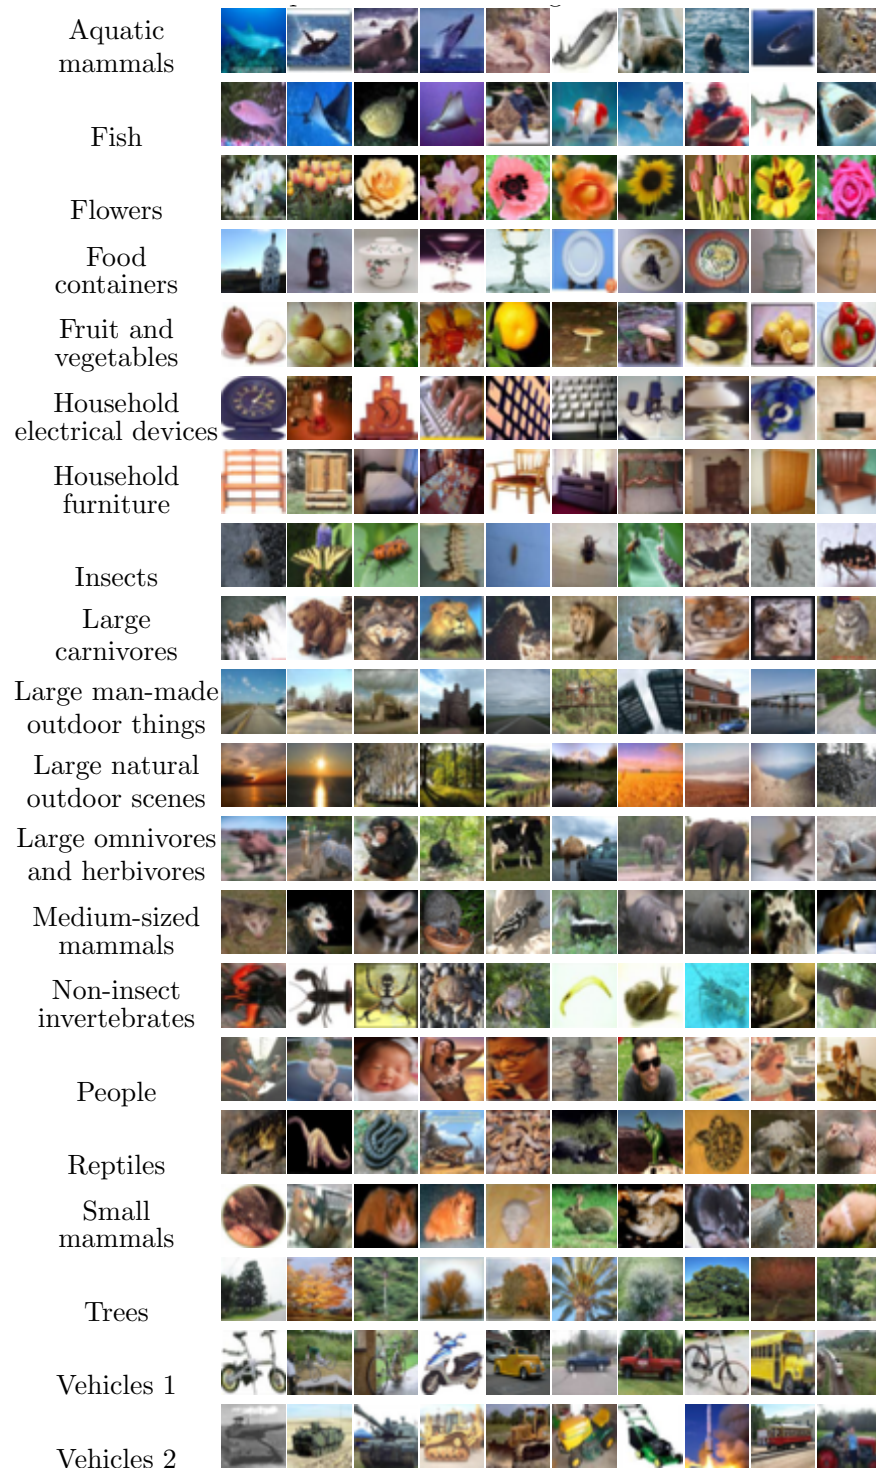 Aquatic
mammals
Fish
Flowers
Food
containers
Fruit and
vegetables
Household
electrical devices
Household
furniture
Insects
Large
carnivores
Large man-made
outdoor things
Large natural
outdoor scenes
Large omnivores
and herbivores
Medium-sized
mammals
Non-insect
invertebrates
People
Reptiles
Small
mammals
Trees
Vehicles 1
Vehicles 2